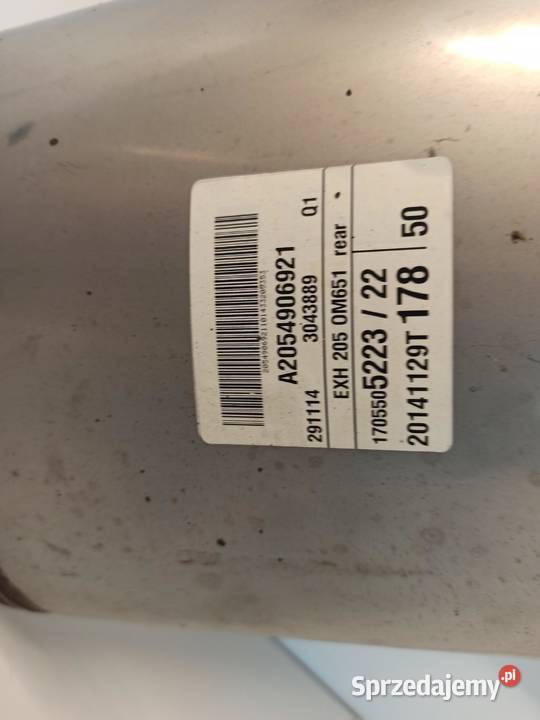 A2054906921
291114 3043889 Q1
EXH 205 OM651 rear
1705505223 / 22
20141129T178 50
Sprzedajemy.pl